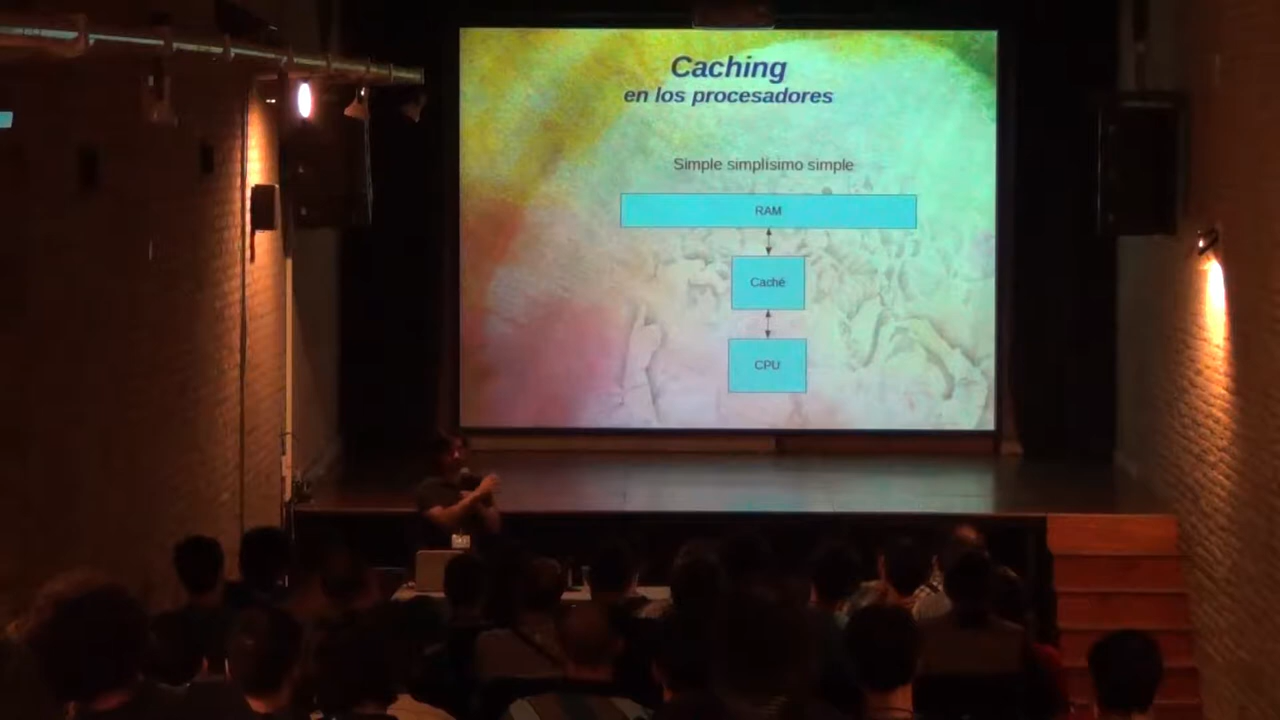 Caching
en los procesadores
Simple simplísimo simple
RAM
Caché
CPU